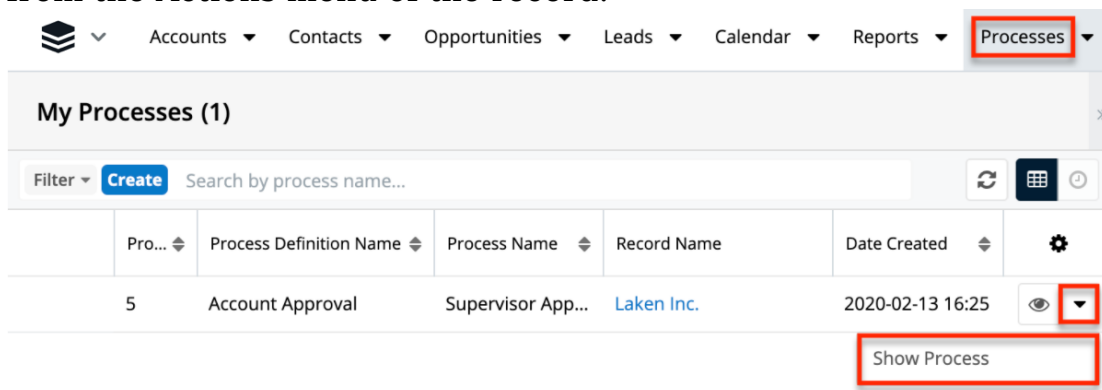 from the Actions menu of the record.
Accounts Contacts Opportunities Leads Calendar Reports Processes
My Processes (1)
Filter Create Search by process name...
Pro... Process Definition Name Process Name Record Name Date Created
5 Account Approval Supervisor App... Laken Inc. 2020-02-13 16:25
Show Process